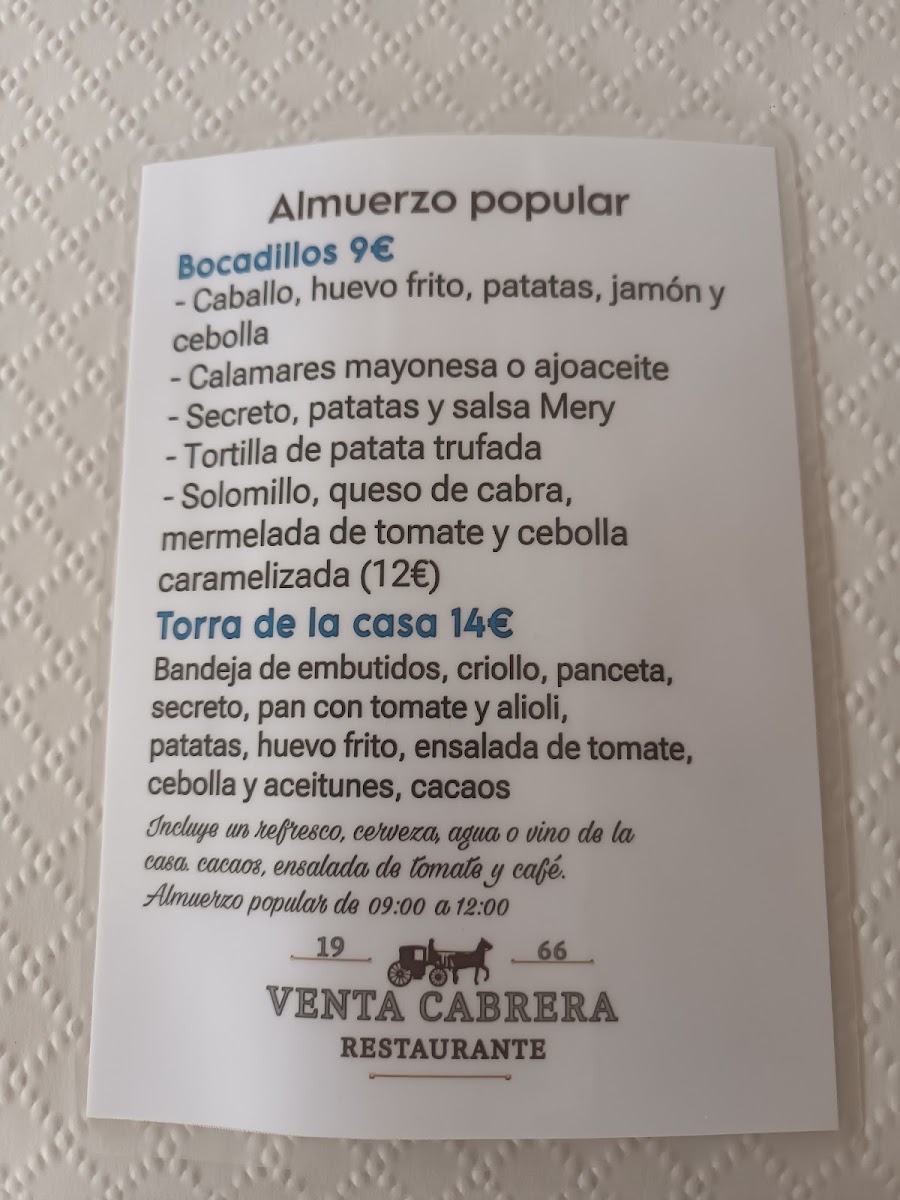 Almuerzo popular
Bocadillos 9€
- Caballo, huevo frito, patatas, jamón y
cebolla
- Calamares mayonesa o ajoaceite
- Secreto, patatas y salsa Mery
- Tortilla de patata trufada
- Solomillo, queso de cabra,
mermelada de tomate y cebolla
caramelizada (12€)
Torra de la casa 14€
Bandeja de embutidos, criollo, panceta,
secreto, pan con tomate y alioli,
patatas, huevo frito, ensalada de tomate,
cebolla y aceitunes, cacaos
Incluye un refresco, cerveza, agua o vino de la
casa. cacaos, ensalada de tomate y café.
Almuerzo popular de 09:00 a 12:00
19 66
VENTA CABRERA
RESTAURANTE